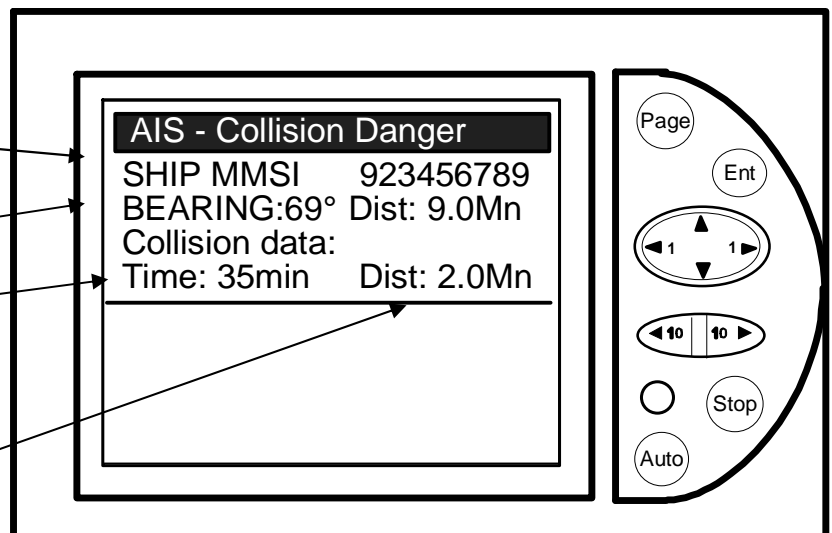 AIS - Collision Danger
SHIP MMSI 923456789
BEARING:69° Dist: 9.0Mn
Collision data:
Time: 35min Dist: 2.0Mn
Page
Ent
1 1
10 10
Stop
Auto